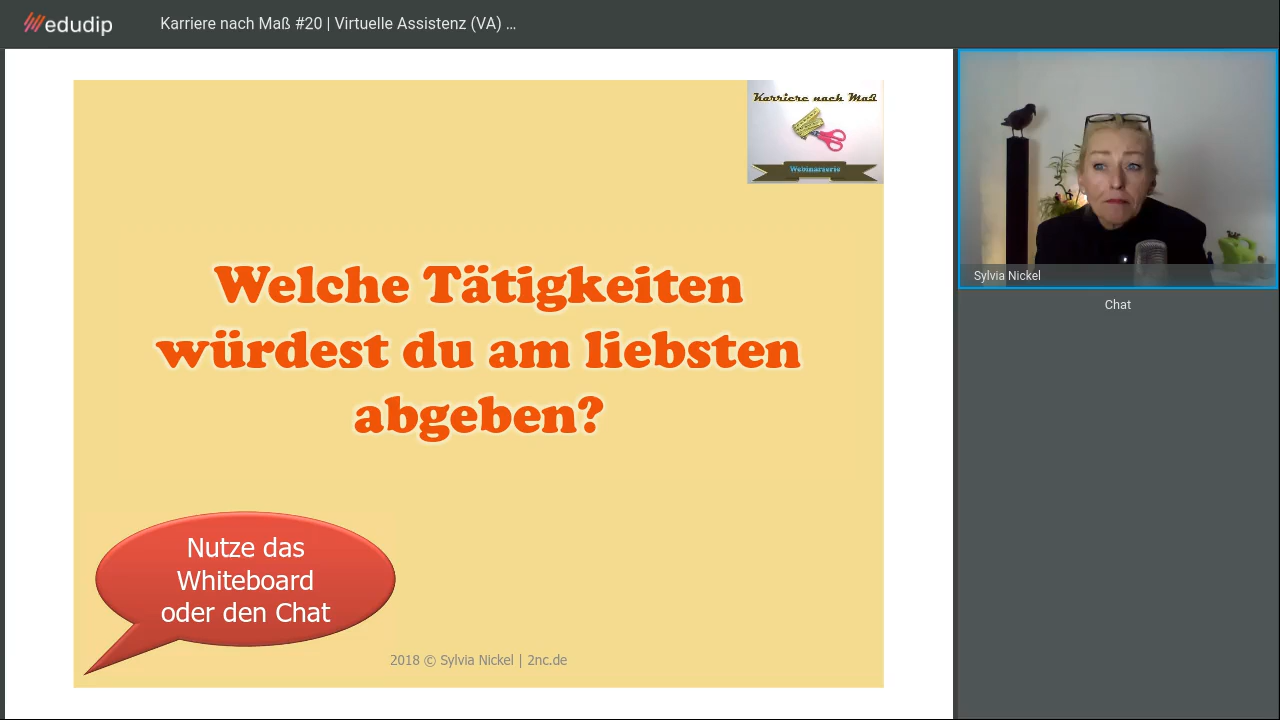 edudip
Karriere nach Maß #20 | Virtuelle Assistenz (VA) ...
Karriere nach Maß
Webinarserie
Welche Tätigkeiten
würdest du am liebsten
abgeben?
Nutze das
Whiteboard
oder den Chat
2018 © Sylvia Nickel | 2nc.de
Sylvia Nickel
Chat